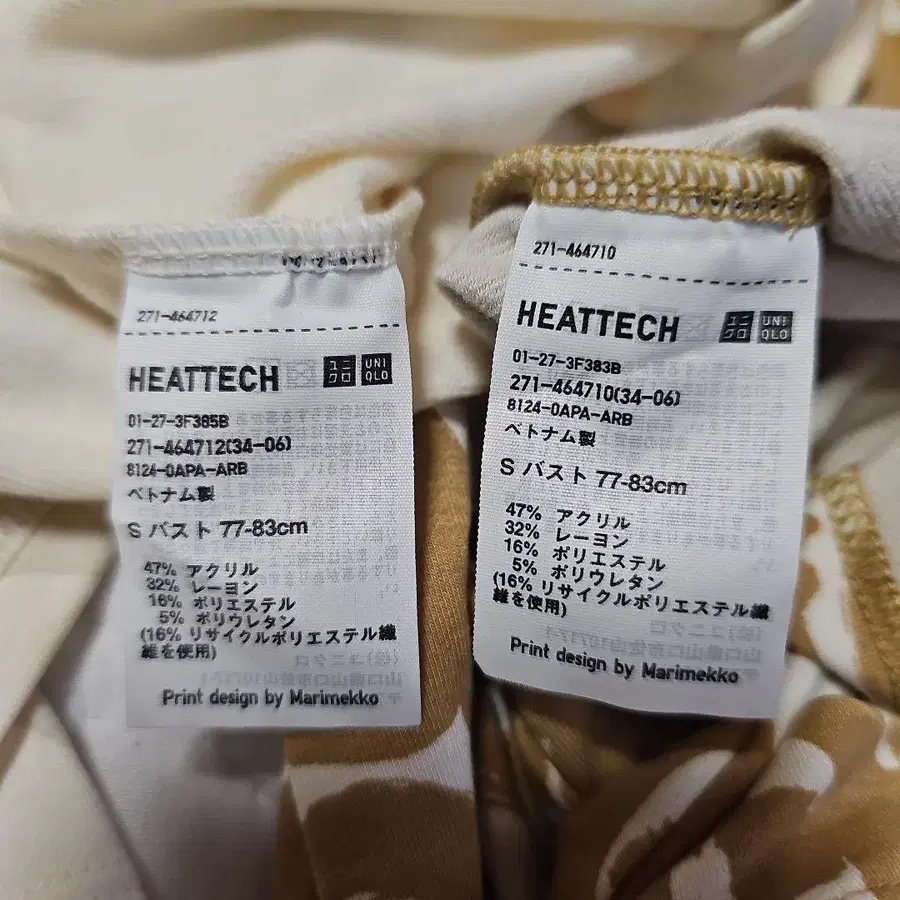 271-464712
HEATTECH ユニクロ UNIQLO
01-27-3F385B
271-464712(34-06)
8124-0APA-ARB
ベトナム製
S バスト 77-83cm
47% アクリル
32% レーヨン
16% ポリエステル
5% ポリウレタン
(16% リサイクルポリエステル繊
維を使用)
Print design by Marimekko
271-464710
HEATTECH ユニクロ UNIQLO
01-27-3F383B
271-464710(34-06)
8124-0APA-ARB
ベトナム製
S バスト 77-83cm
47% アクリル
32% レーヨン
16% ポリエステル
5% ポリウレタン
(16% リサイクルポリエステル繊
維を使用)
Print design by Marimekko